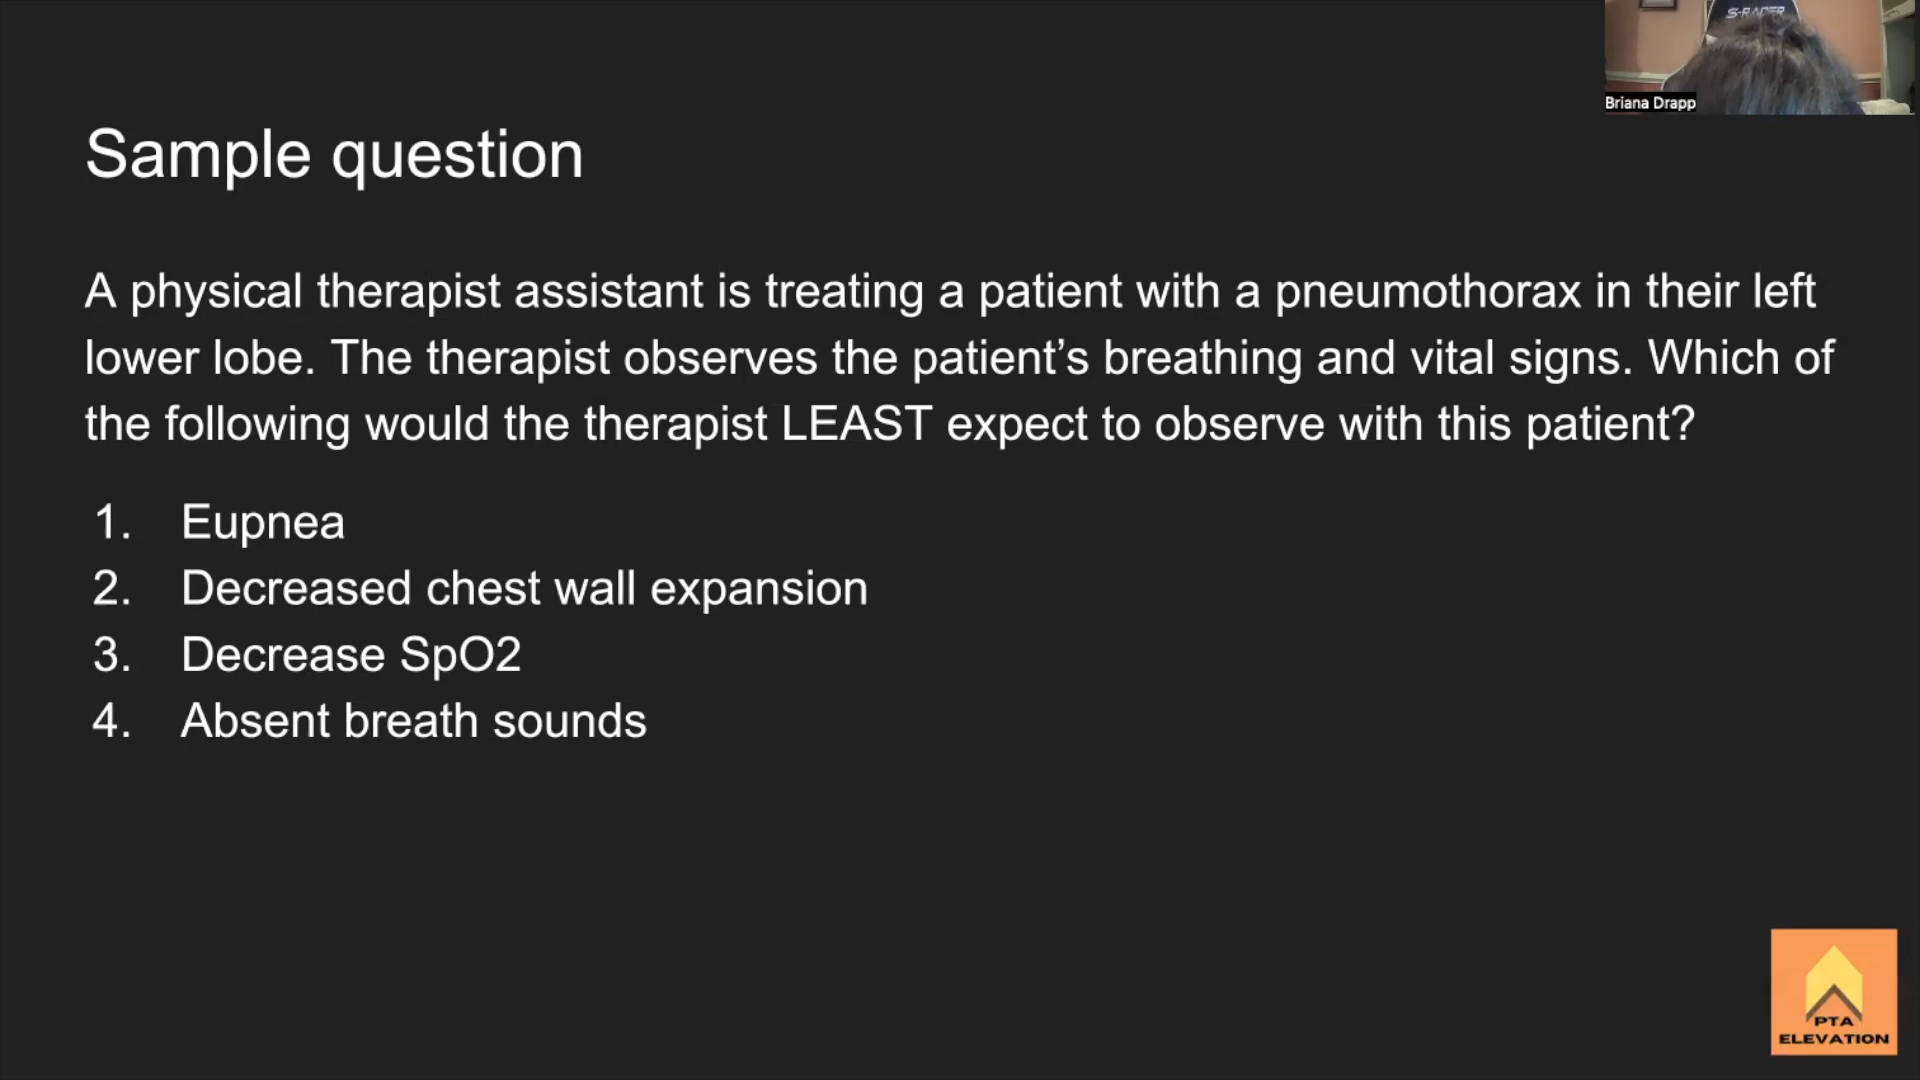 S-RACER
Briana Drapp
Sample question
A physical therapist assistant is treating a patient with a pneumothorax in their left
lower lobe. The therapist observes the patient’s breathing and vital signs. Which of
the following would the therapist LEAST expect to observe with this patient?
1. Eupnea
2. Decreased chest wall expansion
3. Decrease SpO2
4. Absent breath sounds
PTA
ELEVATION